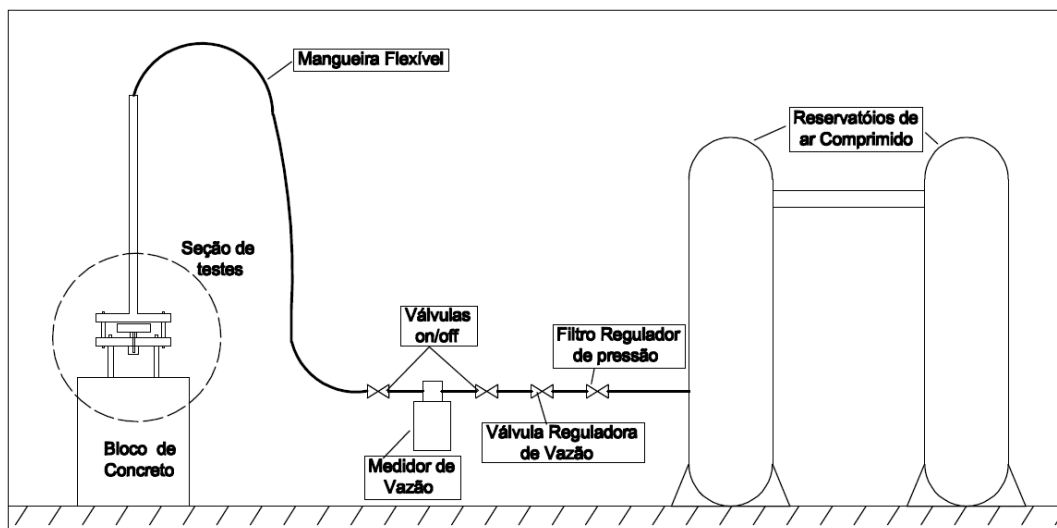 Mangueira Flexível
Reservatóios de
ar Comprimido
Seção de
testes
Válvulas
on/off
Filtro Regulador
de pressão
Válvula Reguladora
de Vazão
Bloco de
Concreto
Medidor de
Vazão